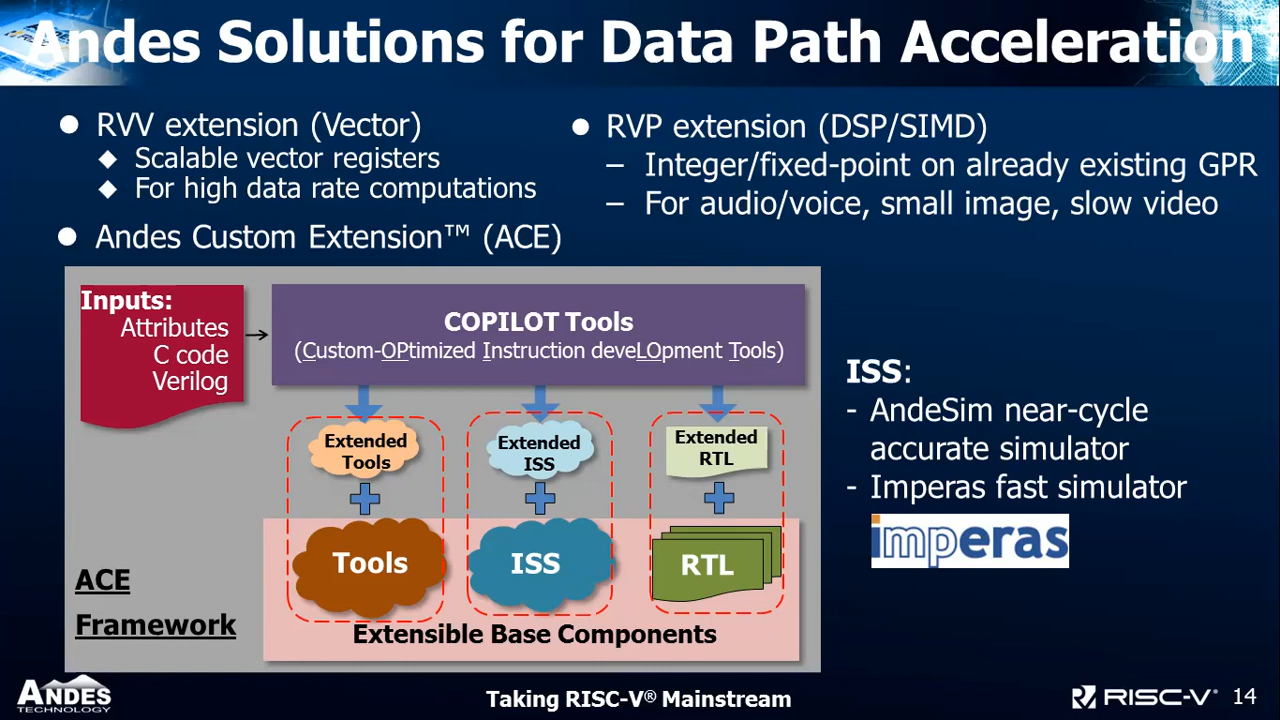 Andes Solutions for Data Path Acceleration
● RVV extension (Vector)
◆ Scalable vector registers
◆ For high data rate computations
● Andes Custom Extension™ (ACE)
● RVP extension (DSP/SIMD)
– Integer/fixed-point on already existing GPR
– For audio/voice, small image, slow video
Inputs:
Attributes
C code
Verilog
COPILOT Tools
(Custom-OPtimized Instruction deveLOpment Tools)
Extended
Tools
Extended
ISS
Extended
RTL
Tools
ISS
RTL
ACE
Framework
Extensible Base Components
ISS:
- AndeSim near-cycle
accurate simulator
- Imperas fast simulator
imperas
ANDES
TECHNOLOGY
Taking RISC-V® Mainstream
RISC-V®
14